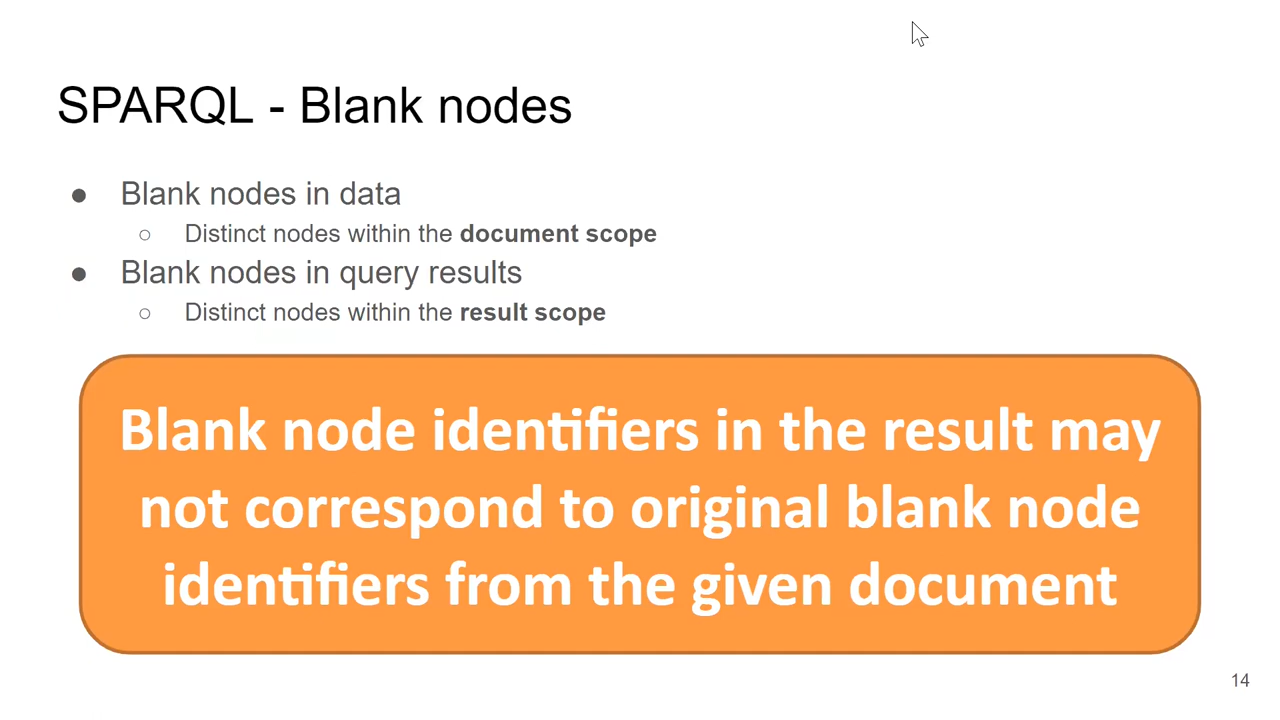 SPARQL - Blank nodes
● Blank nodes in data
○ Distinct nodes within the document scope
● Blank nodes in query results
○ Distinct nodes within the result scope
Blank node identifiers in the result may
not correspond to original blank node
identifiers from the given document
14